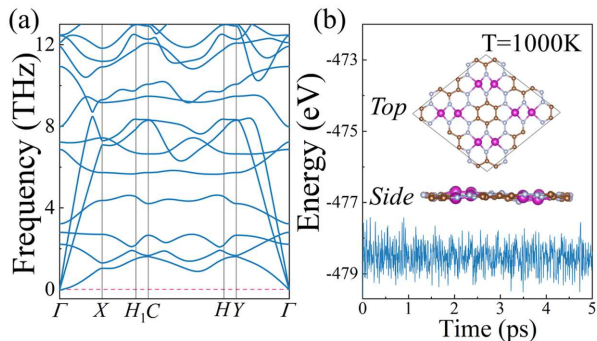 (a)
Frequency (THz)
12
8
4
0
Γ X H₁C HY Γ
(b)
Energy (eV)
-473
-475
-477
-479
T=1000K
Top
Side
0 1 2 3 4 5
Time (ps)